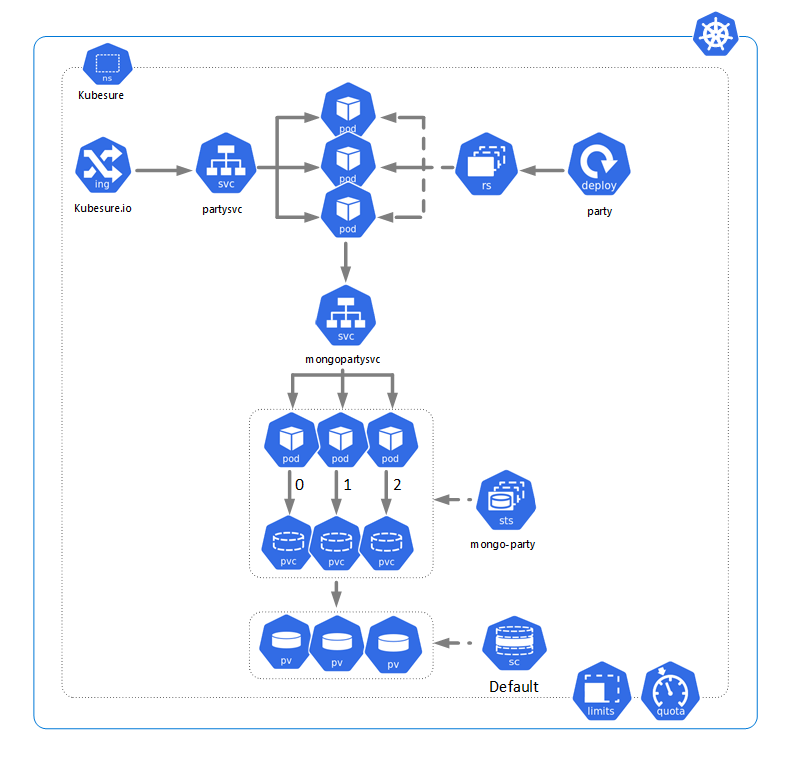 ns
Kubesure
pod
pod
pod
ing
svc
rs
deploy
Kubesure.io
partysvc
party
svc
mongopartysvc
pod
pod
pod
0
1
2
sts
mongo-party
pvc
pvc
pvc
pv
pv
pv
sc
Default
limits
quota